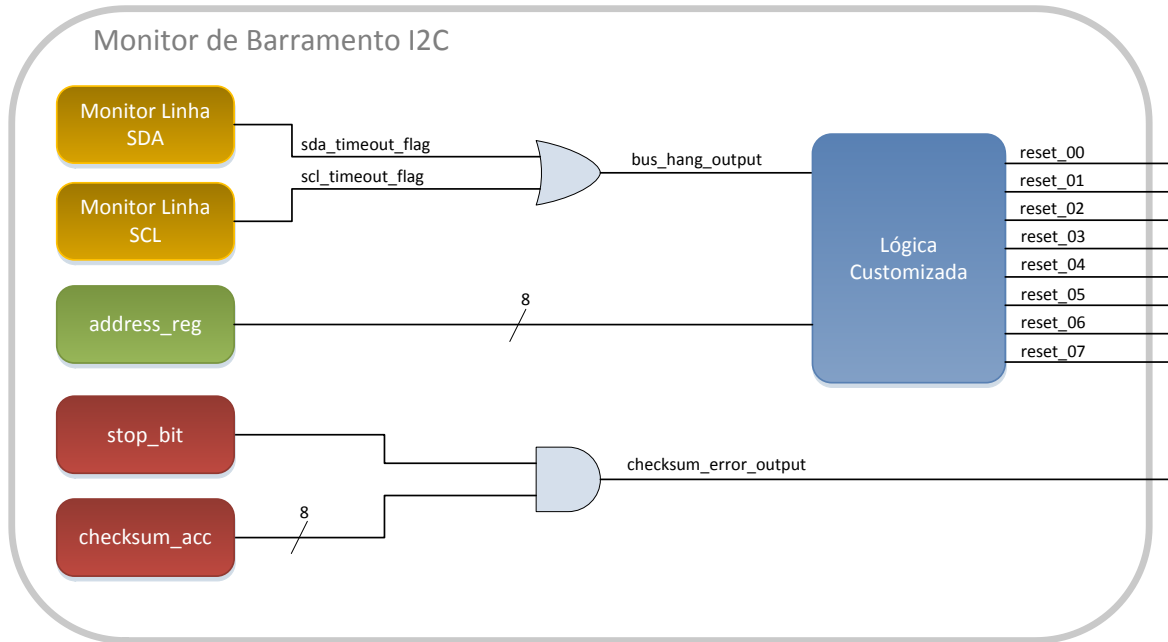 Monitor de Barramento I2C
Monitor Linha
SDA
sda_timeout_flag
scl_timeout_flag
bus_hang_output
Monitor Linha
SCL
Lógica
Customizada
reset_00
reset_01
reset_02
reset_03
reset_04
reset_05
reset_06
reset_07
address_reg
8
stop_bit
checksum_error_output
checksum_acc
8